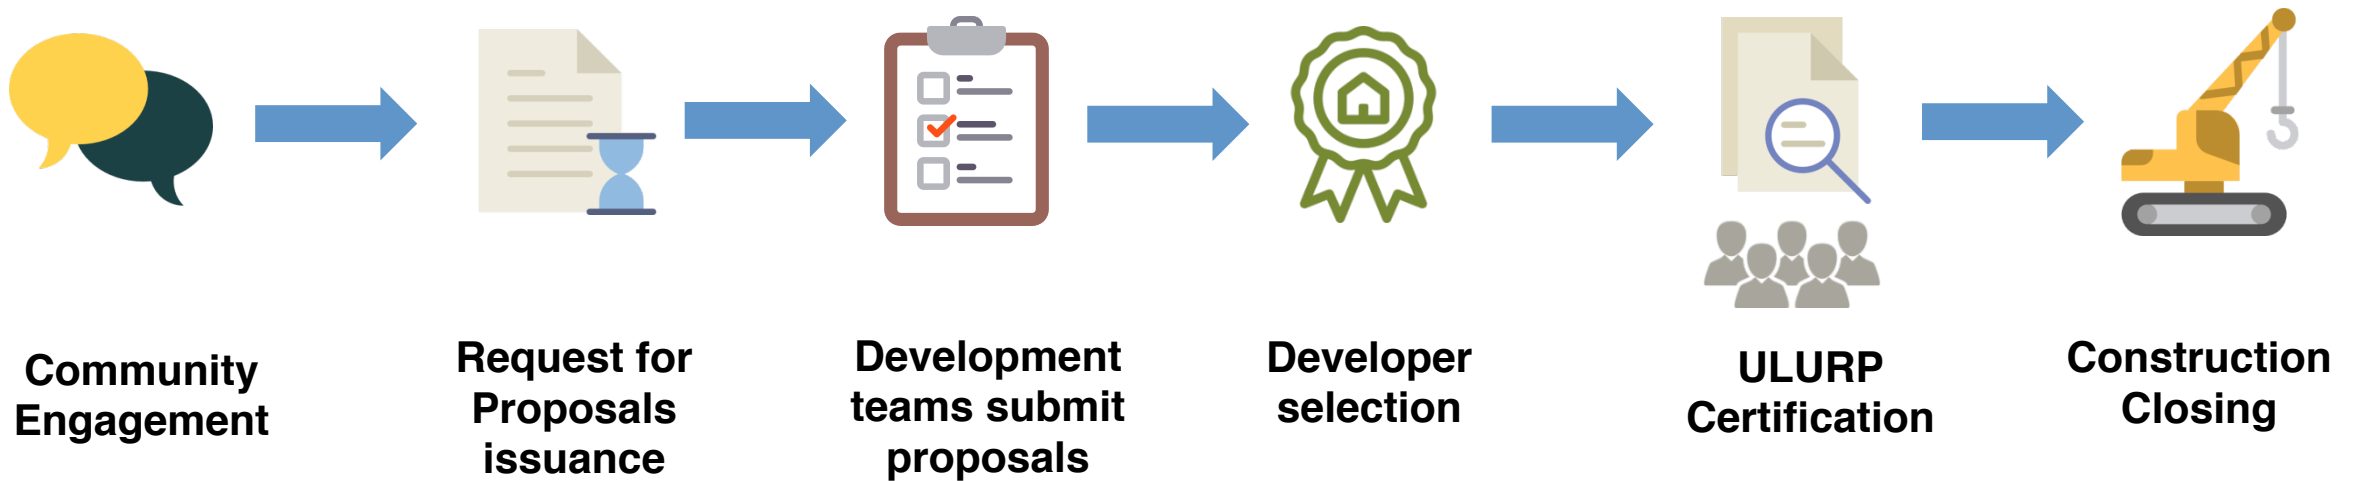 Community
Engagement
Request for
Proposals
issuance
Development
teams submit
proposals
Developer
selection
ULURP
Certification
Construction
Closing